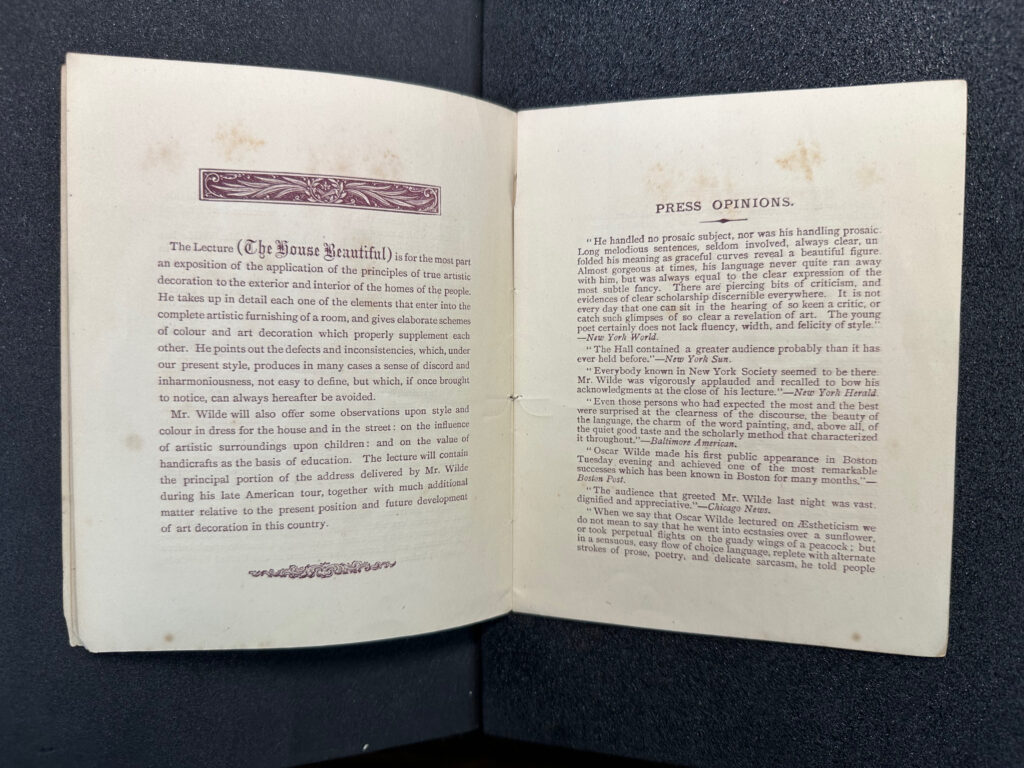 The Lecture (The House Beautiful) is for the most part
an exposition of the application of the principles of true artistic
decoration to the exterior and interior of the homes of the people.
He takes up in detail each one of the elements that enter into the
complete artistic furnishing of a room, and gives elaborate schemes
of colour and art decoration which properly supplement each
other. He points out the defects and inconsistencies, which, under
our present style, produces in many cases a sense of discord and
inharmoniousness, not easy to define, but which, if once brought
to notice, can always hereafter be avoided.
Mr. Wilde will also offer some observations upon style and
colour in dress for the house and in the street: on the influence
of artistic surroundings upon children: and on the value of
handicrafts as the basis of education. The lecture will contain
the principal portion of the address delivered by Mr. Wilde
during his late American tour, together with much additional
matter relative to the present position and future development
of art decoration in this country.
PRESS OPINIONS.
"He handled no prosaic subject, nor was his handling prosaic.
Long melodious sentences, seldom involved, always clear, un
folded his meaning as graceful curves reveal a beautiful figure.
Almost gorgeous at times, his language never quite ran away
with him, but was always equal to the clear expression of the
most subtle fancy. There are piercing bits of criticism, and
evidences of clear scholarship discernible everywhere. It is not
every day that one can sit in the hearing of so keen a critic, or
catch such glimpses of so clear a revelation of art. The young
poet certainly does not lack fluency, width, and felicity of style."
—New York World.
"The Hall contained a greater audience probably than it has
ever held before."—New York Sun.
"Everybody known in New York Society seemed to be there.
Mr. Wilde was vigorously applauded and recalled to bow his
acknowledgments at the close of his lecture."—New York Herald.
"Even those persons who had expected the most and the best
were surprised at the clearness of the discourse, the beauty of
the language, the charm of the word painting, and, above all, of
the quiet good taste and the scholarly method that characterized
it throughout."—Baltimore American.
"Oscar Wilde made his first public appearance in Boston
Tuesday evening and achieved one of the most remarkable
successes which has been known in Boston for many months."—
Boston Post.
"The audience that greeted Mr. Wilde last night was vast,
dignified and appreciative."—Chicago News.
"When we say that Oscar Wilde lectured on Æstheticism we
do not mean to say that he went into ecstasies over a sunflower,
or took perpetual flights on the guady wings of a peacock; but
in a sensuous, easy flow of choice language, replete with alternate
strokes of prose, poetry, and delicate sarcasm, he told people